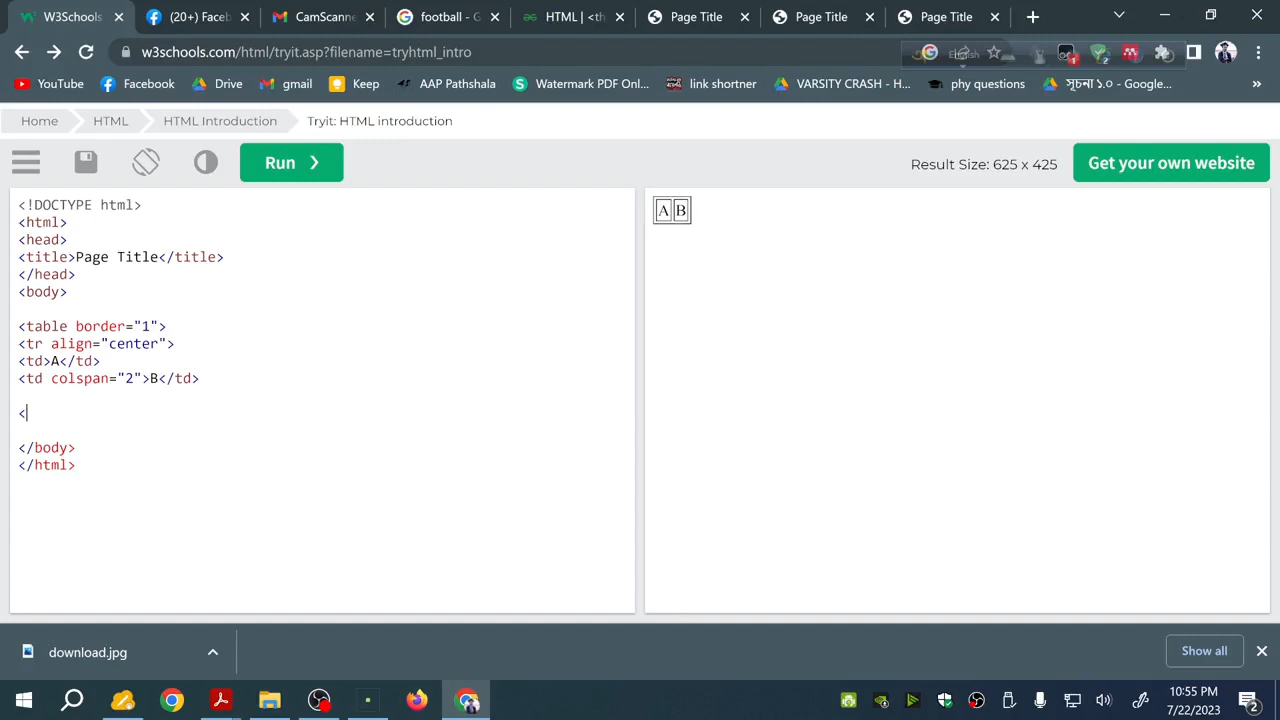 W3Schools
(20+) Faceb
CamScanne
football - G
HTML | <th
Page Title
Page Title
Page Title
w3schools.com/html/tryit.asp?filename=tryhtml_intro
English
YouTube
Facebook
Drive
gmail
Keep
AAP Pathshala
Watermark PDF Onl...
link shortner
VARSITY CRASH - H...
phy questions
সূচনা ১.০ - Google...
Home
HTML
HTML Introduction
Tryit: HTML introduction
Run ❯
Result Size: 625 x 425
Get your own website
<!DOCTYPE html>
<html>
<head>
<title>Page Title</title>
</head>
<body>
<table border="1">
<tr align="center">
<td>A</td>
<td colspan="2">B</td>
<
</body>
</html>
A B
download.jpg
Show all
10:55 PM
7/22/2023
2